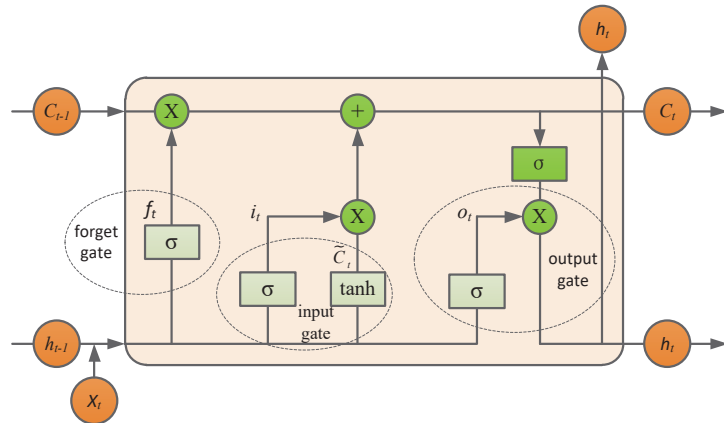 h_t
C_{t-1}
X
+
C_t
σ
f_t
i_t
X
o_t
X
forget
gate
σ
C̃_t
output
gate
σ
tanh
σ
input
gate
h_{t-1}
h_t
X_t